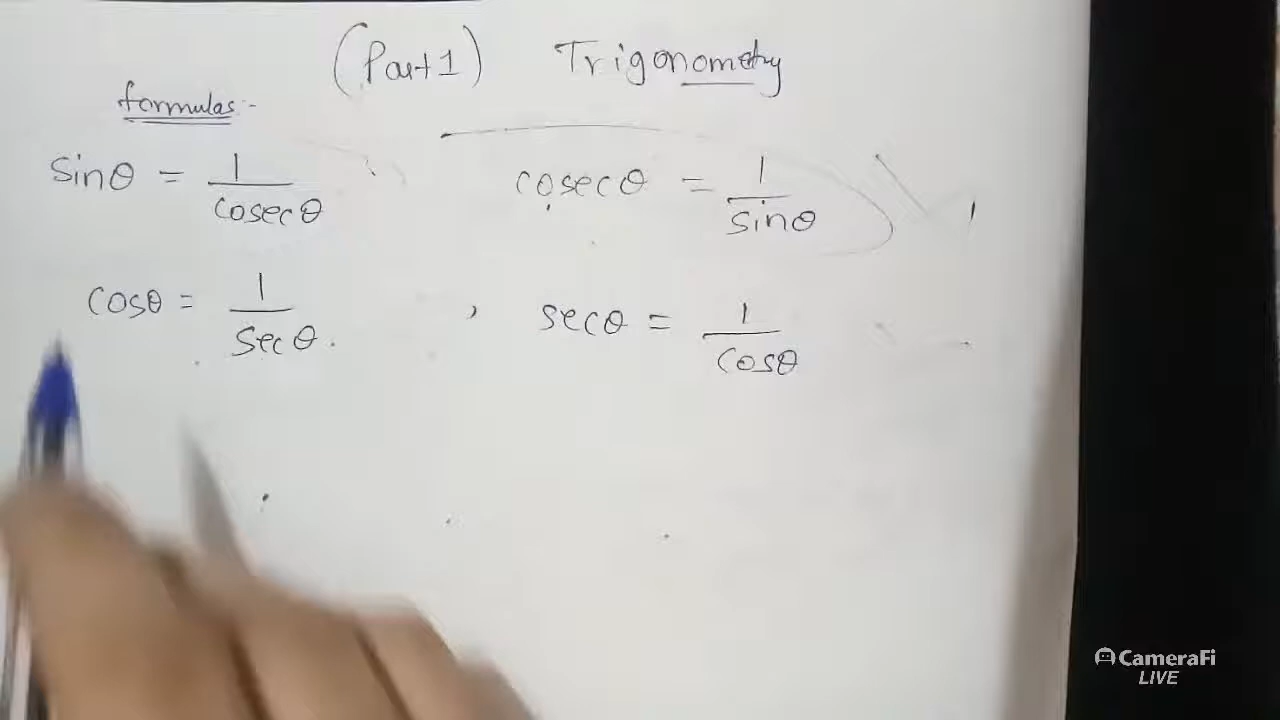 (Part 1) Trigonometry
formulas:-
sinθ = 1/cosecθ cosecθ = 1/sinθ
cosθ = 1/secθ. , secθ = 1/cosθ
CameraFi
LIVE